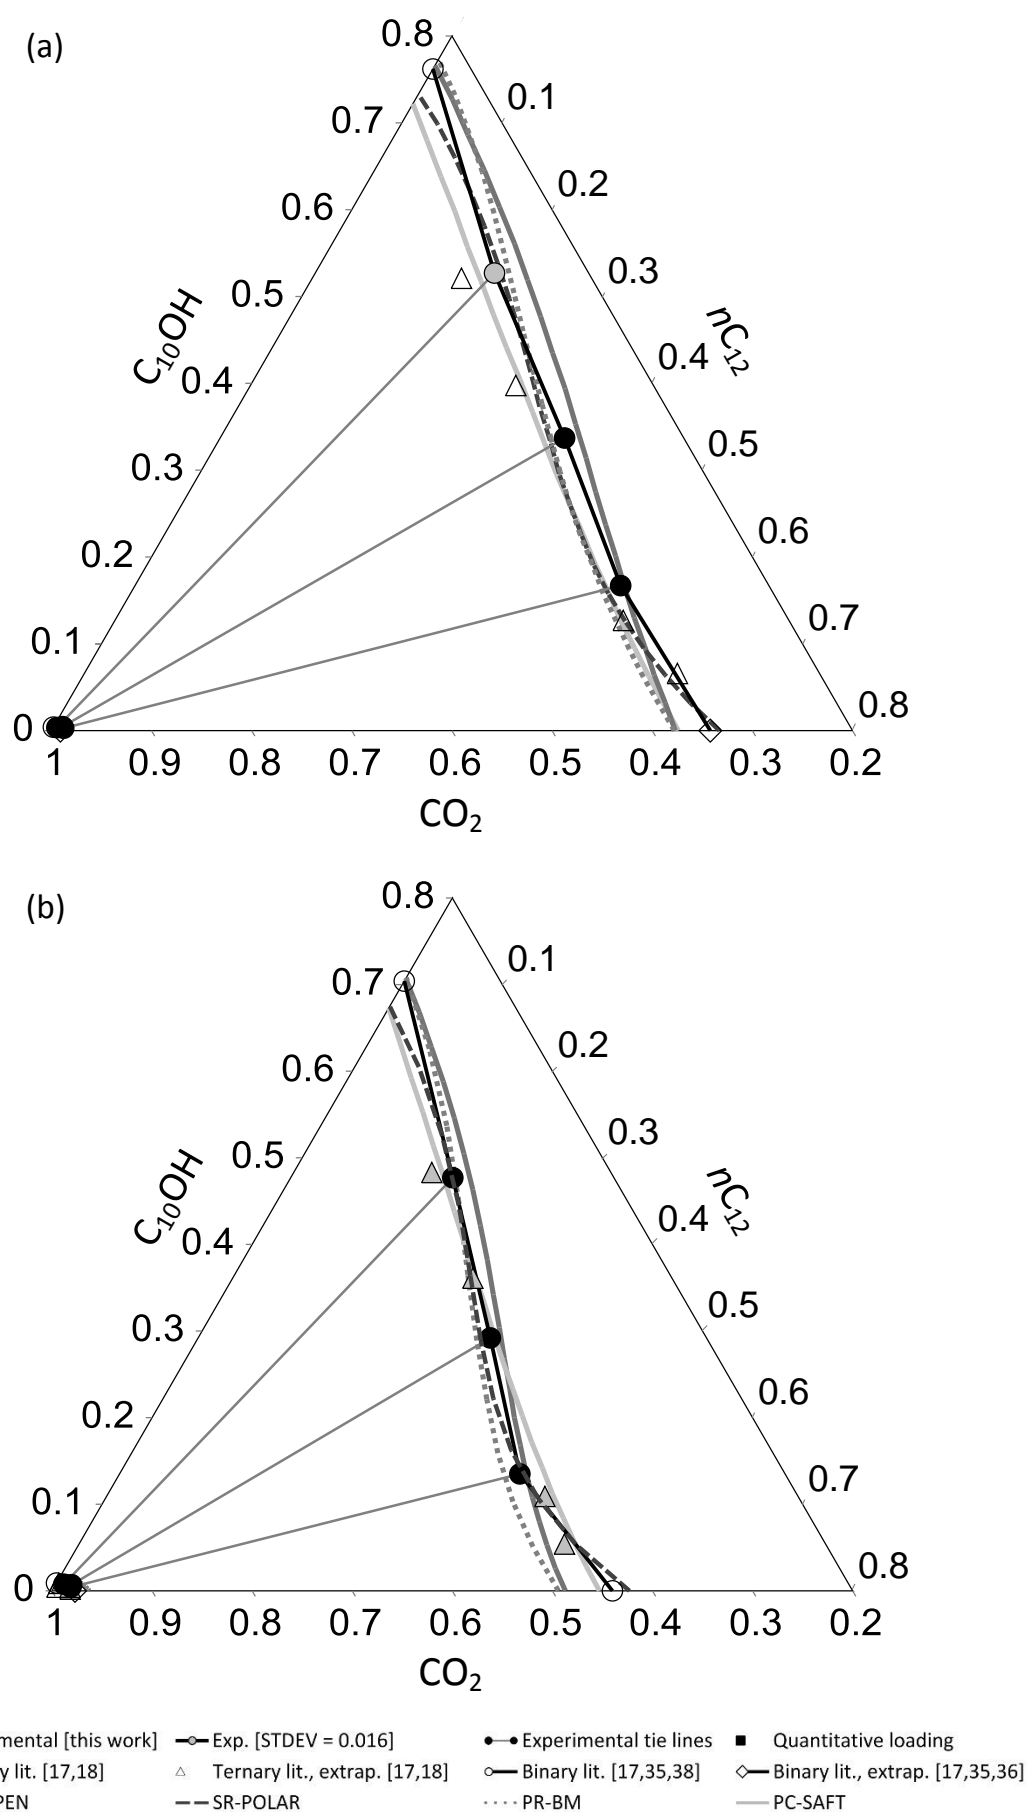 (a)
0.8
0.1
0.7
0.2
0.6
0.3
0.5
C10OH
nC12
0.4
0.4
0.5
0.3
0.6
0.2
0.7
0.1
0.8
0
1 0.9 0.8 0.7 0.6 0.5 0.4 0.3 0.2
CO2
(b)
0.8
0.1
0.7
0.2
0.6
0.3
0.5
C10OH
nC12
0.4
0.4
0.5
0.3
0.6
0.2
0.7
0.1
0.8
0
1 0.9 0.8 0.7 0.6 0.5 0.4 0.3 0.2
CO2
mental [this work] Exp. [STDEV = 0.016] Experimental tie lines Quantitative loading
y lit. [17,18] Ternary lit., extrap. [17,18] Binary lit. [17,35,38] Binary lit., extrap. [17,35,36]
PEN SR-POLAR PR-BM PC-SAFT